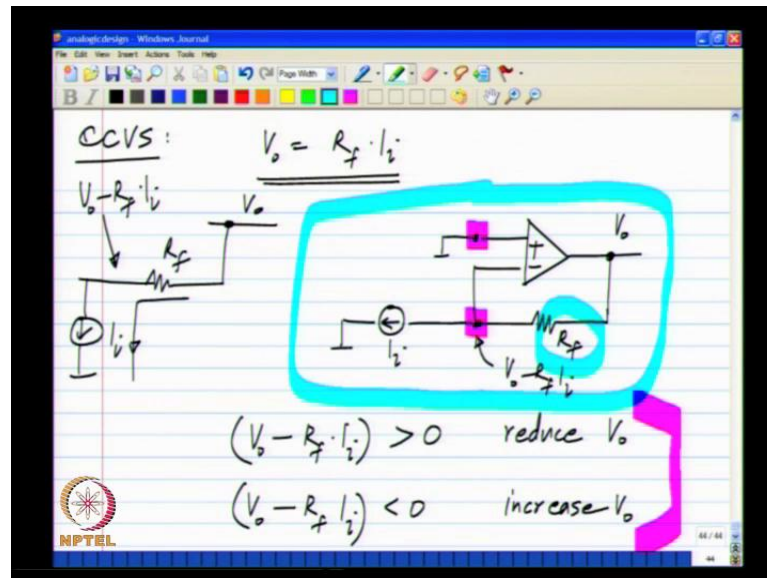 analogicdesign - Windows Journal
File Edit View Insert Actions Tools Help
Page Width
B I
CCVS : V₀ = R_f · I_i
V₀ - R_f · I_i
V₀
R_f
I_i
+
-
V₀
R_f
I_i
V₀ - R_f I_i
(V₀ - R_f · I_i) > 0 reduce V₀
(V₀ - R_f I_i) < 0 increase V₀
NPTEL
44 / 44
44